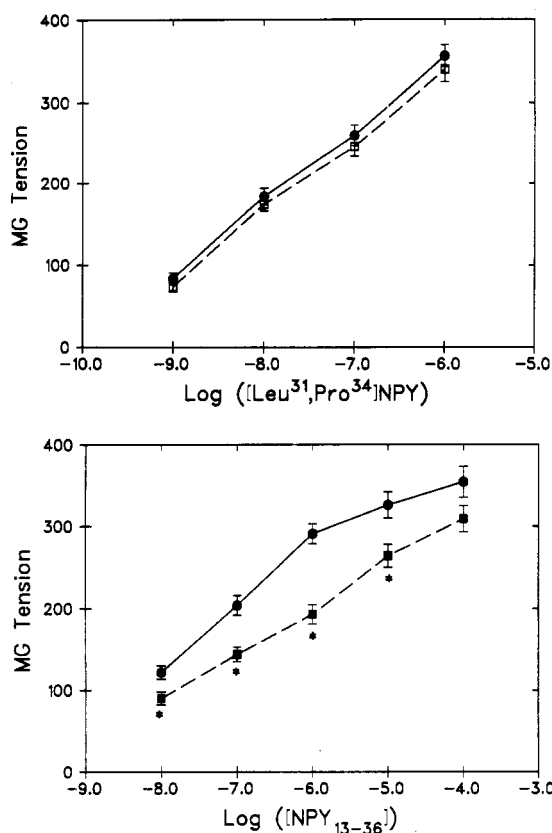 400
300
200
100
0
MG Tension
-10.0 -9.0 -8.0 -7.0 -6.0 -5.0
Log ([Leu31,Pro34]NPY)
400
300
200
100
0
MG Tension
* * * *
-9.0 -8.0 -7.0 -6.0 -5.0 -4.0 -3.0
Log ([NPY13-36])